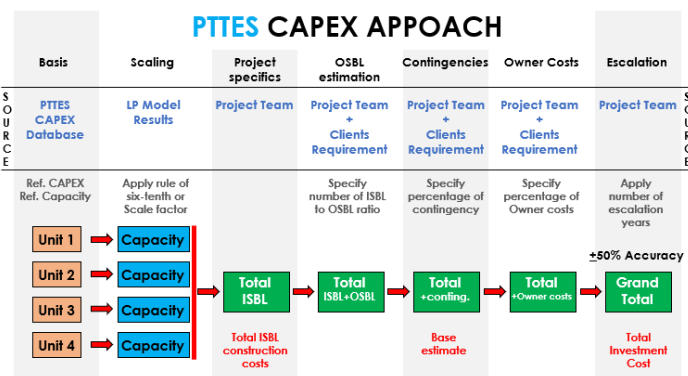 PTTES CAPEX APPOACH
Basis
Scaling
Project
specifics
OSBL
estimation
Contingencies
Owner Costs
Escalation
SOURCE
PTTES
CAPEX
Database
LP Model
Results
Project Team
Project Team
+
Clients
Requirement
Project Team
+
Clients
Requirement
Project Team
+
Clients
Requirement
Project Team
SOURCE
Ref. CAPEX
Ref. Capacity
Apply rule of
six-tenth or
Scale factor
Specify
number of ISBL
to OSBL ratio
Specify
percentage of
contingency
Specify
percentage of
Owner costs
Apply
number of
escalation
years
Unit 1
Capacity
Unit 2
Capacity
Unit 3
Capacity
Unit 4
Capacity
±50% Accuracy
Total
ISBL
Total
ISBL+OSBL
Total
+conting.
Total
+Owner costs
Grand
Total
Total ISBL
construction
costs
Base
estimate
Total
Investment
Cost